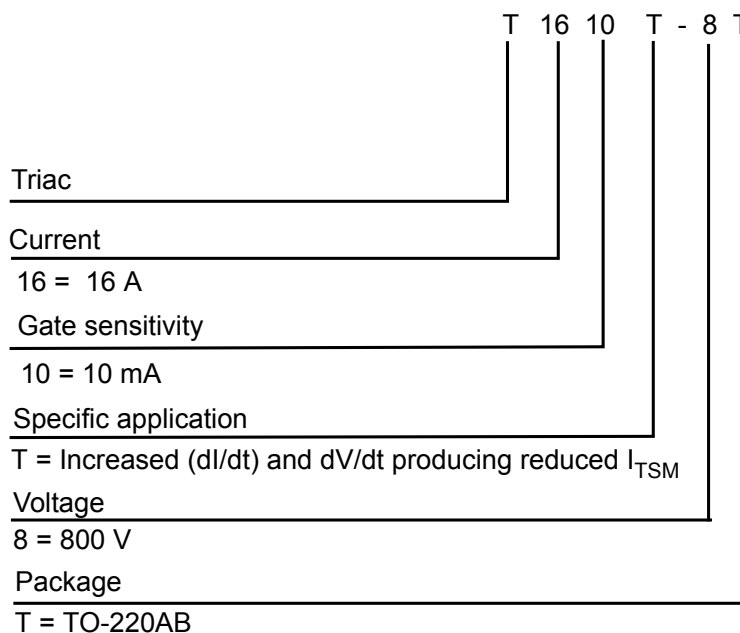 T 16 10 T - 8 T
Triac
Current
16 = 16 A
Gate sensitivity
10 = 10 mA
Specific application
T = Increased (dI/dt) and dV/dt producing reduced I_TSM
Voltage
8 = 800 V
Package
T = TO-220AB